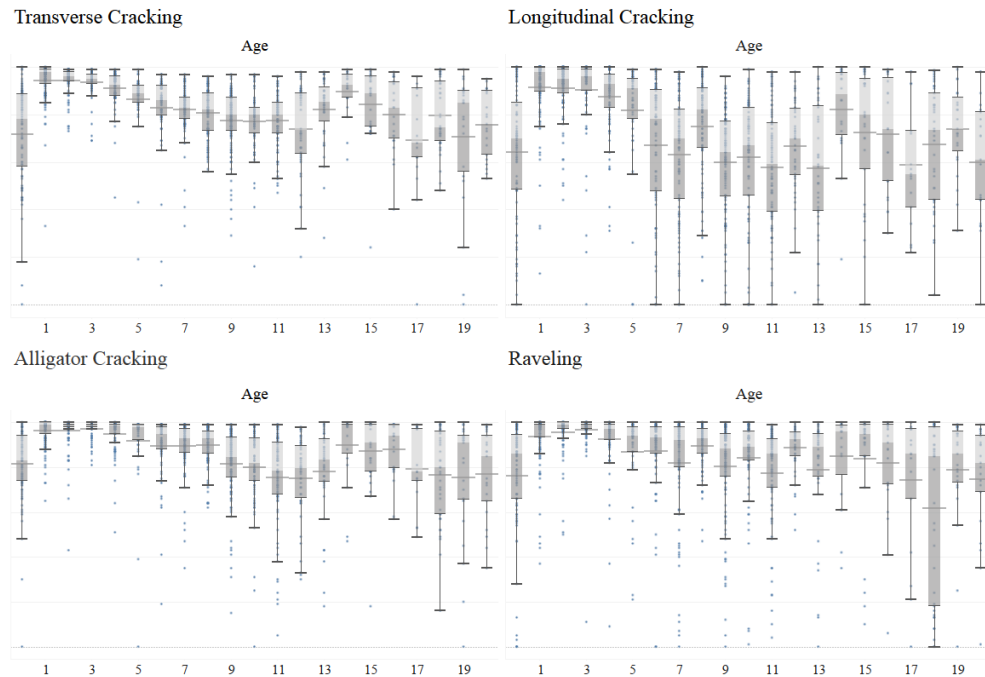 Transverse Cracking
Age
1 3 5 7 9 11 13 15 17 19
Longitudinal Cracking
Age
1 3 5 7 9 11 13 15 17 19
Alligator Cracking
Age
1 3 5 7 9 11 13 15 17 19
Raveling
Age
1 3 5 7 9 11 13 15 17 19